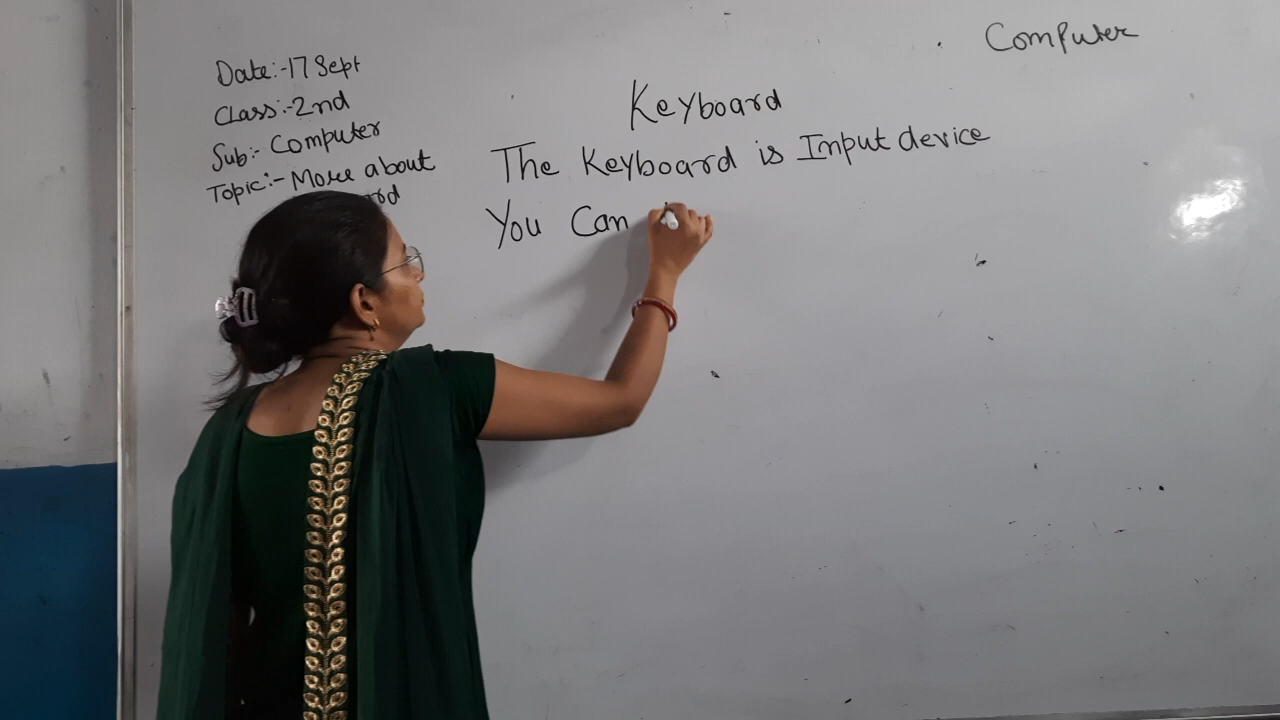 Computer
Date:-17 Sept
Class:-2nd
Sub:- Computer
Topic:- More about
Keyboard
The Keyboard is Input device
You Can